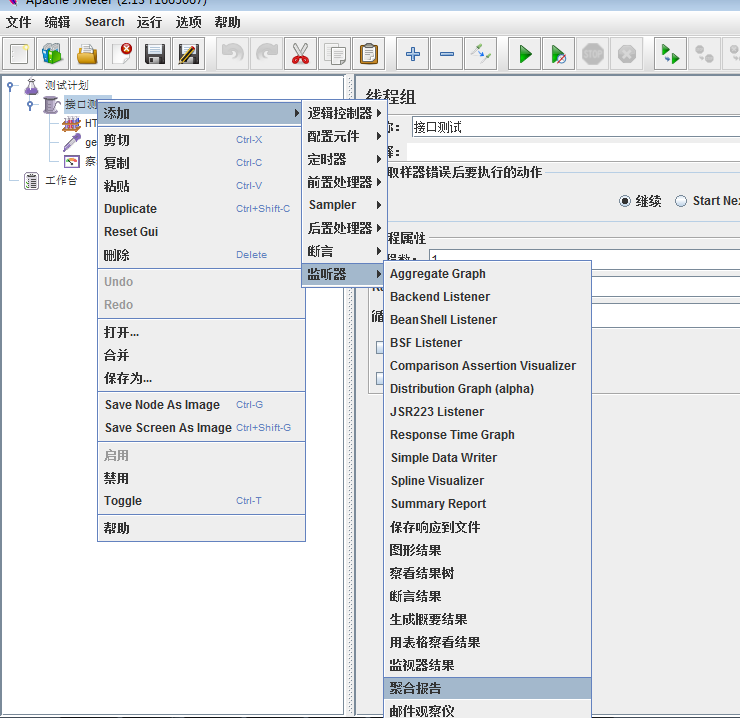 Apache JMeter (2.13 r1665067)
文件 编辑 Search 运行 选项 帮助
测试计划
接口测
HT
ge
察
工作台
线程组
称: 接口测试
释:
取样器错误后要执行的动作
继续 Start Ne
程属性
程数: 1
添加
剪切 Ctrl-X
复制 Ctrl-C
粘贴 Ctrl-V
Duplicate Ctrl+Shift-C
Reset Gui
删除 Delete
Undo
Redo
打开...
合并
保存为...
Save Node As Image Ctrl-G
Save Screen As Image Ctrl+Shift-G
启用
禁用
Toggle Ctrl-T
帮助
逻辑控制器
配置元件
定时器
前置处理器
Sampler
后置处理器
断言
监听器
Aggregate Graph
Backend Listener
BeanShell Listener
BSF Listener
Comparison Assertion Visualizer
Distribution Graph (alpha)
JSR223 Listener
Response Time Graph
Simple Data Writer
Spline Visualizer
Summary Report
保存响应到文件
图形结果
察看结果树
断言结果
生成概要结果
用表格察看结果
监视器结果
聚合报告
邮件观察仪